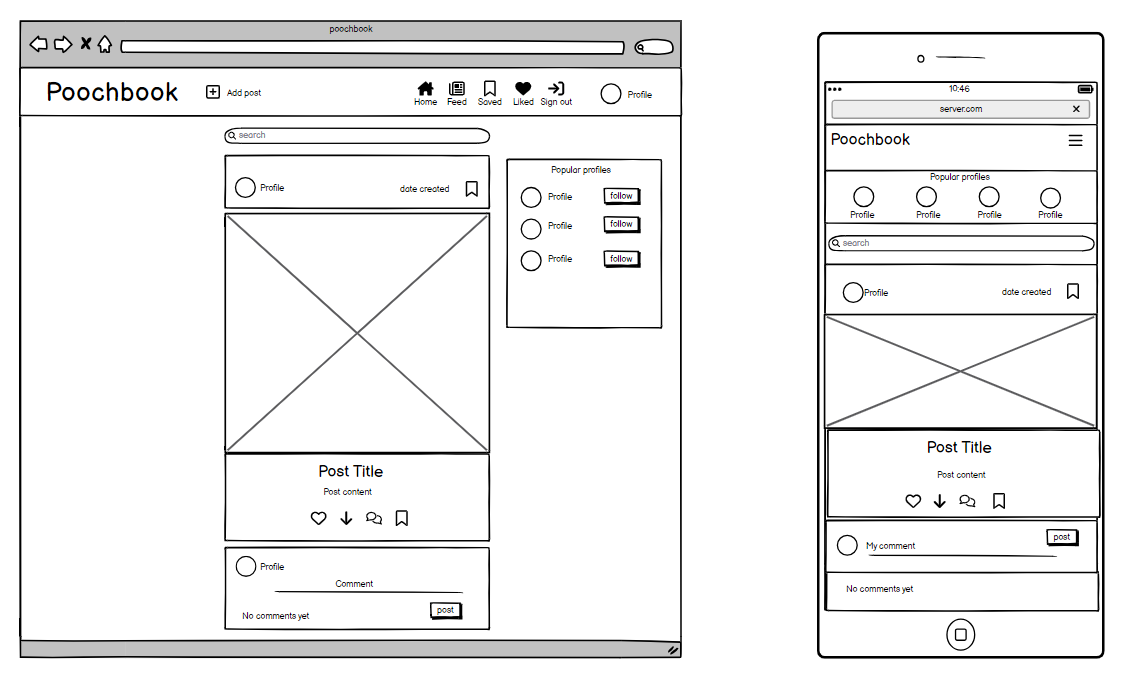 poochbook
Poochbook
Add post
Home Feed Saved Liked Sign out
Profile
search
Profile date created
Post Title
Post content
Profile
Comment
No comments yet
post
Popular profiles
Profile follow
Profile follow
Profile follow
10:46
server.com
Poochbook
Popular profiles
Profile Profile Profile Profile
search
Profile date created
Post Title
Post content
My comment post
No comments yet